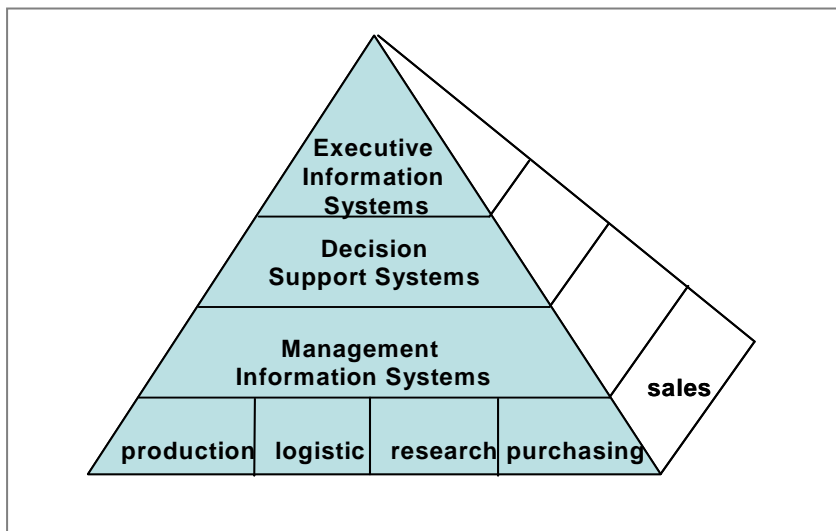 Executive
Information
Systems
Decision
Support Systems
Management
Information Systems
sales
production logistic research purchasing